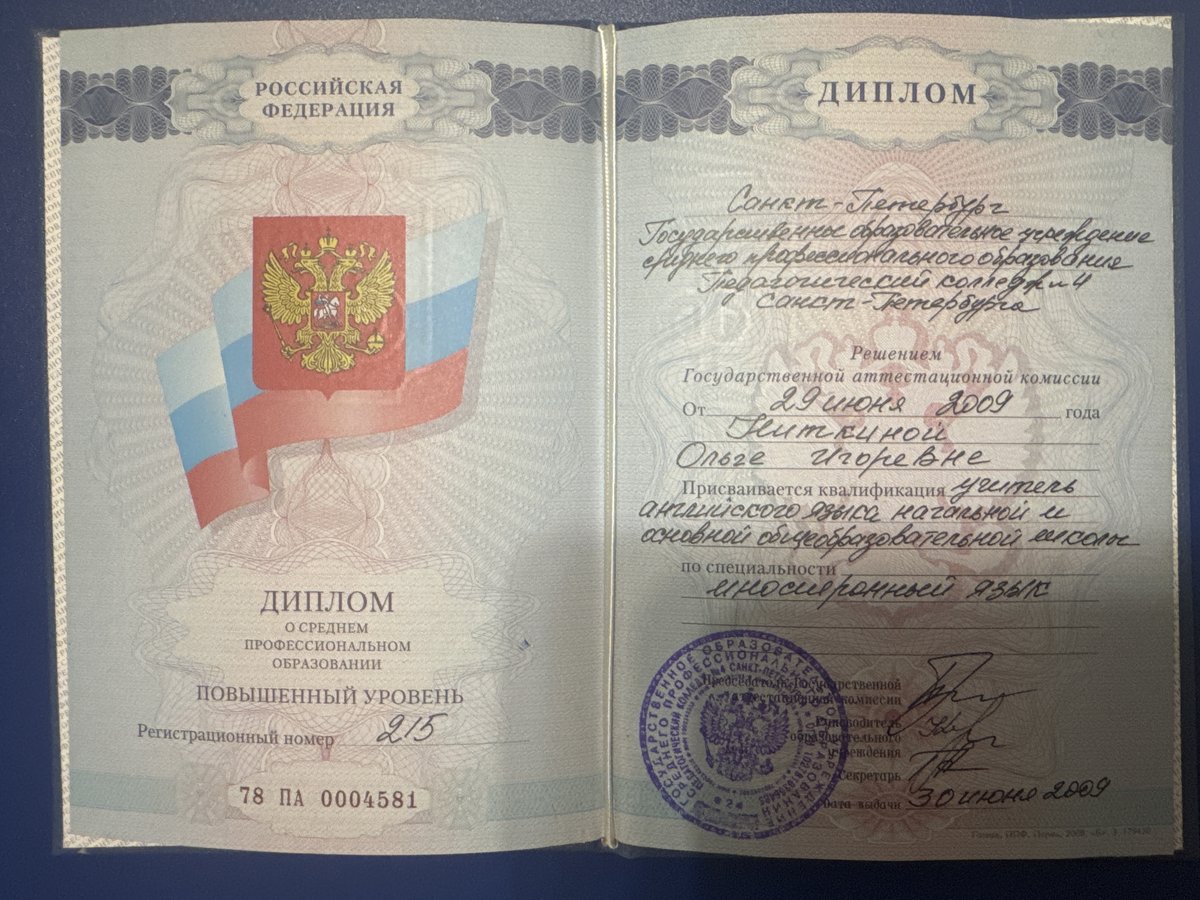 РОССИЙСКАЯ
ФЕДЕРАЦИЯ
ДИПЛОМ
О СРЕДНЕМ
ПРОФЕССИОНАЛЬНОМ
ОБРАЗОВАНИИ
ПОВЫШЕННЫЙ УРОВЕНЬ
Регистрационный номер 215
78 ПА 0004581
ДИПЛОМ
Санкт-Петербург
Государственное образовательное учреждение
среднего профессионального образования
Педагогический колледж №4
Санкт-Петербурга
Решением
Государственной аттестационной комиссии
От 29 июня 2009 года
Ниткиной
Ольге Игоревне
Присваивается квалификация учитель
английского языка начальной и
основной общеобразовательной школы
по специальности
иностранный язык
Председатель Государственной
аттестационной комиссии
Руководитель
образовательного
учреждения
Секретарь
Дата выдачи 30 июня 2009